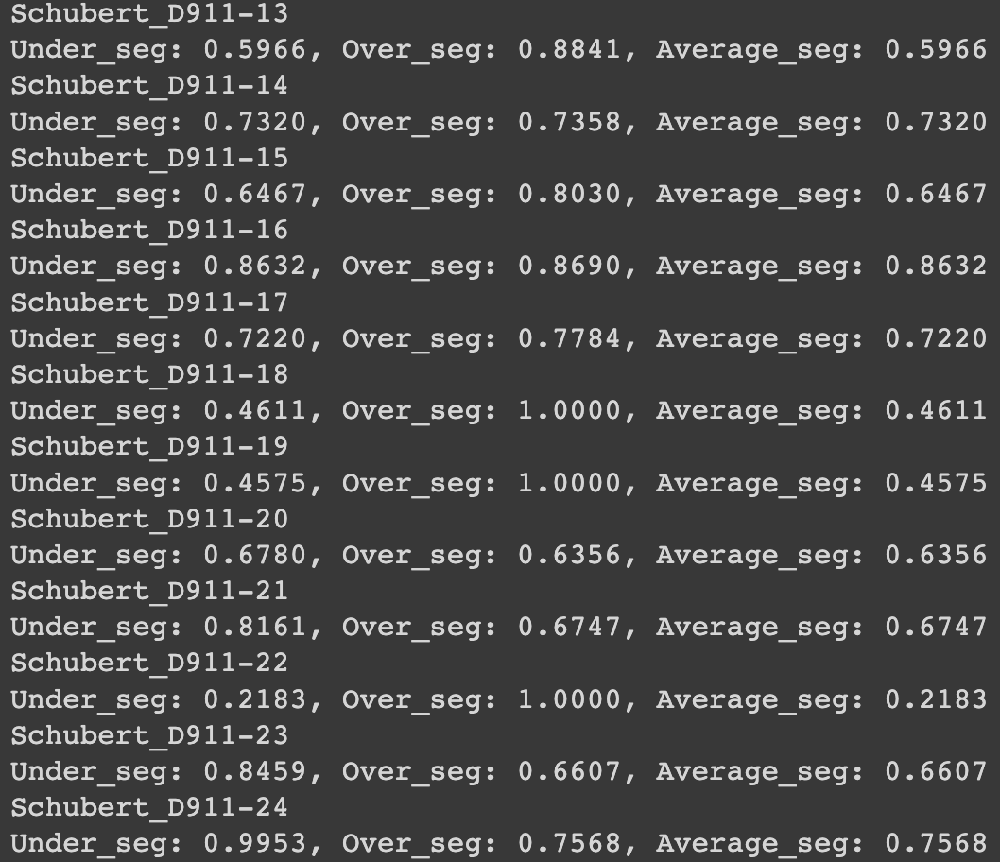 Schubert_D911-13
Under_seg: 0.5966, Over_seg: 0.8841, Average_seg: 0.5966
Schubert_D911-14
Under_seg: 0.7320, Over_seg: 0.7358, Average_seg: 0.7320
Schubert_D911-15
Under_seg: 0.6467, Over_seg: 0.8030, Average_seg: 0.6467
Schubert_D911-16
Under_seg: 0.8632, Over_seg: 0.8690, Average_seg: 0.8632
Schubert_D911-17
Under_seg: 0.7220, Over_seg: 0.7784, Average_seg: 0.7220
Schubert_D911-18
Under_seg: 0.4611, Over_seg: 1.0000, Average_seg: 0.4611
Schubert_D911-19
Under_seg: 0.4575, Over_seg: 1.0000, Average_seg: 0.4575
Schubert_D911-20
Under_seg: 0.6780, Over_seg: 0.6356, Average_seg: 0.6356
Schubert_D911-21
Under_seg: 0.8161, Over_seg: 0.6747, Average_seg: 0.6747
Schubert_D911-22
Under_seg: 0.2183, Over_seg: 1.0000, Average_seg: 0.2183
Schubert_D911-23
Under_seg: 0.8459, Over_seg: 0.6607, Average_seg: 0.6607
Schubert_D911-24
Under_seg: 0.9953, Over_seg: 0.7568, Average_seg: 0.7568